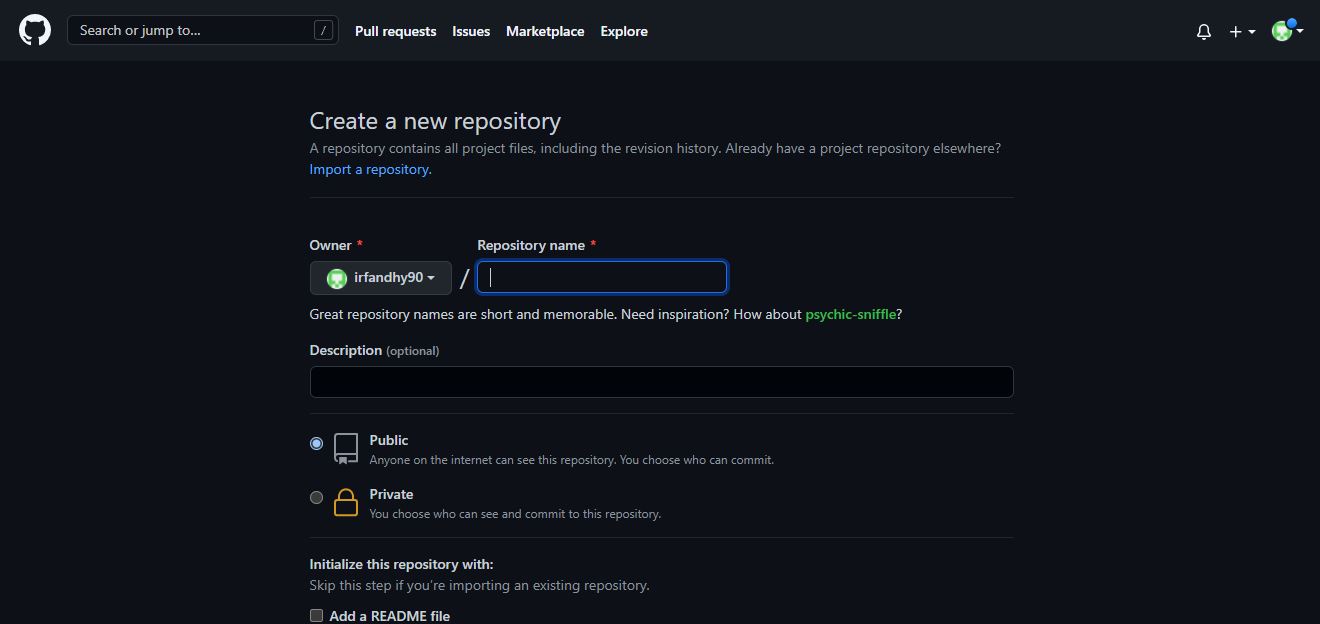 Search or jump to... /
Pull requests Issues Marketplace Explore
Create a new repository
A repository contains all project files, including the revision history. Already have a project repository elsewhere?
Import a repository.
Owner * Repository name *
irfandhy90 /
Great repository names are short and memorable. Need inspiration? How about psychic-sniffle?
Description (optional)
Public
Anyone on the internet can see this repository. You choose who can commit.
Private
You choose who can see and commit to this repository.
Initialize this repository with:
Skip this step if you're importing an existing repository.
Add a README file